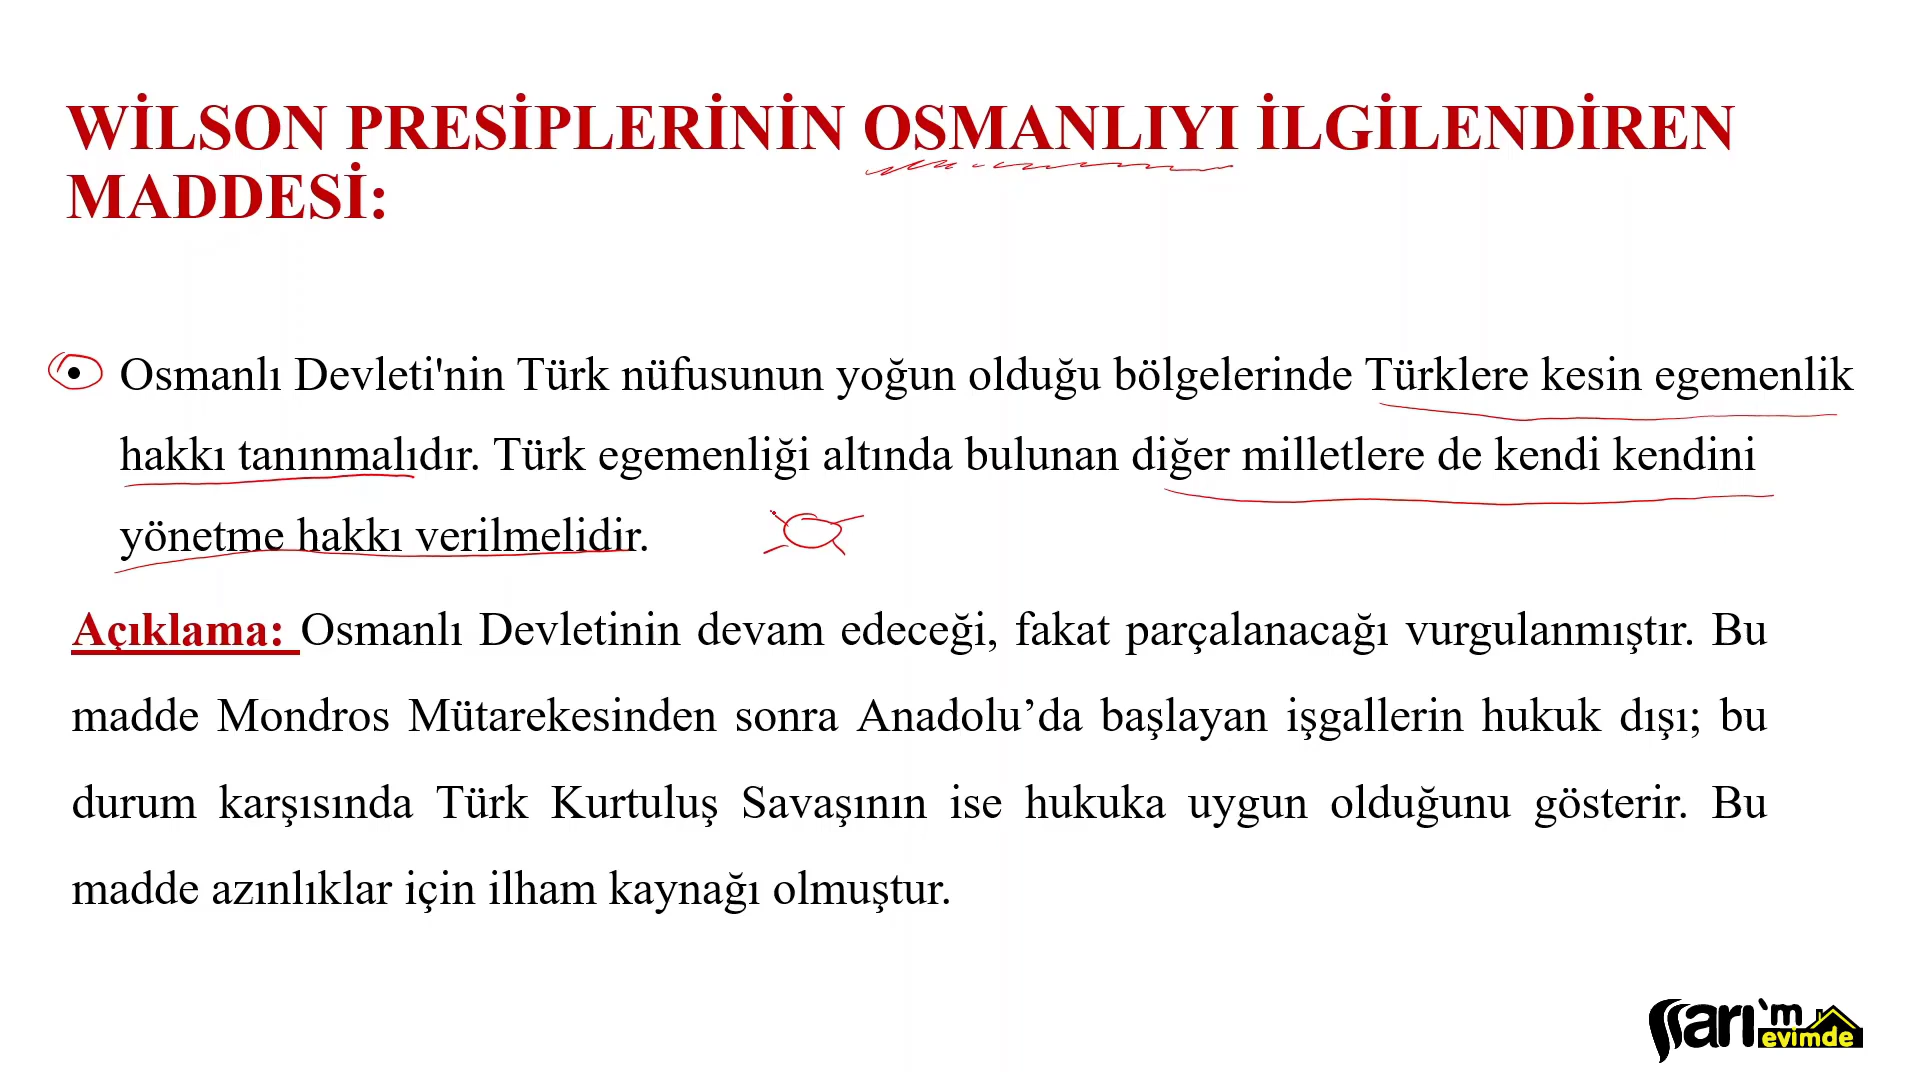 WİLSON PRESİPLERİNİN OSMANLIYI İLGİLENDİREN
MADDESİ:
• Osmanlı Devleti'nin Türk nüfusunun yoğun olduğu bölgelerinde Türklere kesin egemenlik
hakkı tanınmalıdır. Türk egemenliği altında bulunan diğer milletlere de kendi kendini
yönetme hakkı verilmelidir.
Açıklama: Osmanlı Devletinin devam edeceği, fakat parçalanacağı vurgulanmıştır. Bu
madde Mondros Mütarekesinden sonra Anadolu’da başlayan işgallerin hukuk dışı; bu
durum karşısında Türk Kurtuluş Savaşının ise hukuka uygun olduğunu gösterir. Bu
madde azınlıklar için ilham kaynağı olmuştur.
sarı'm
evimde